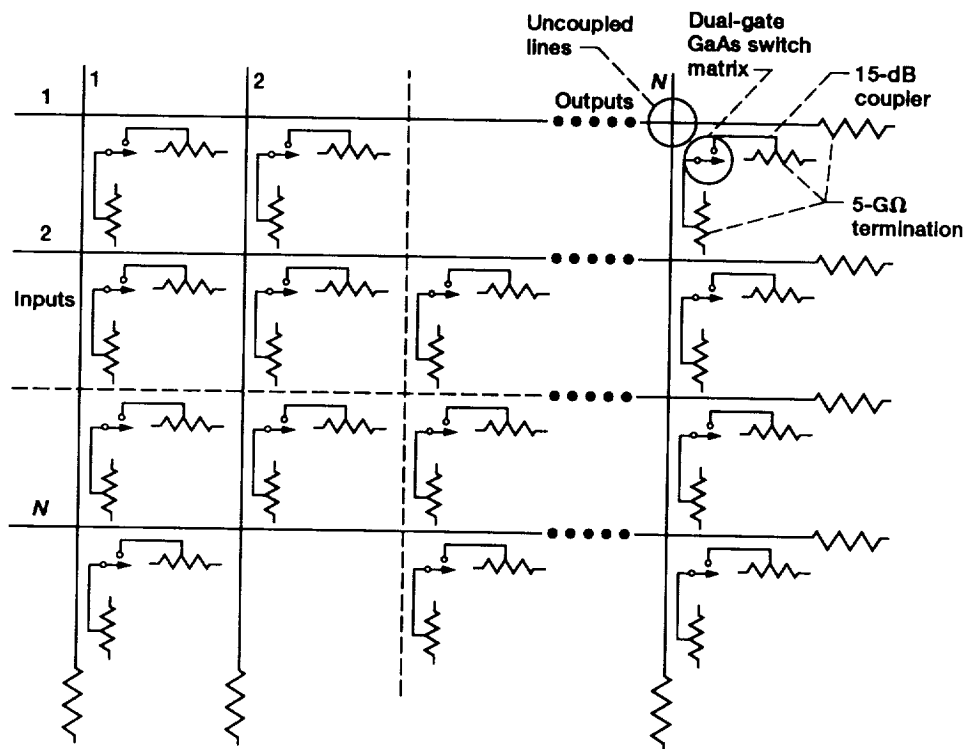 Uncoupled
lines
Dual-gate
GaAs switch
matrix
15-dB
coupler
1
2
N
1
Outputs
5-GΩ
termination
2
Inputs
N